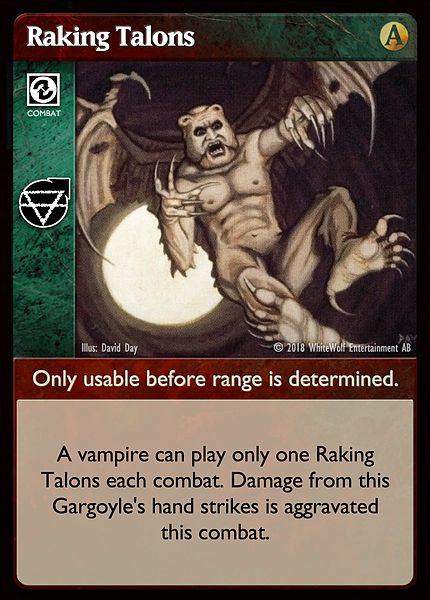 Raking Talons
A
COMBAT
Illus: David Day
© 2018 WhiteWolf Entertainment AB
Only usable before range is determined.
A vampire can play only one Raking
Talons each combat. Damage from this
Gargoyle's hand strikes is aggravated
this combat.